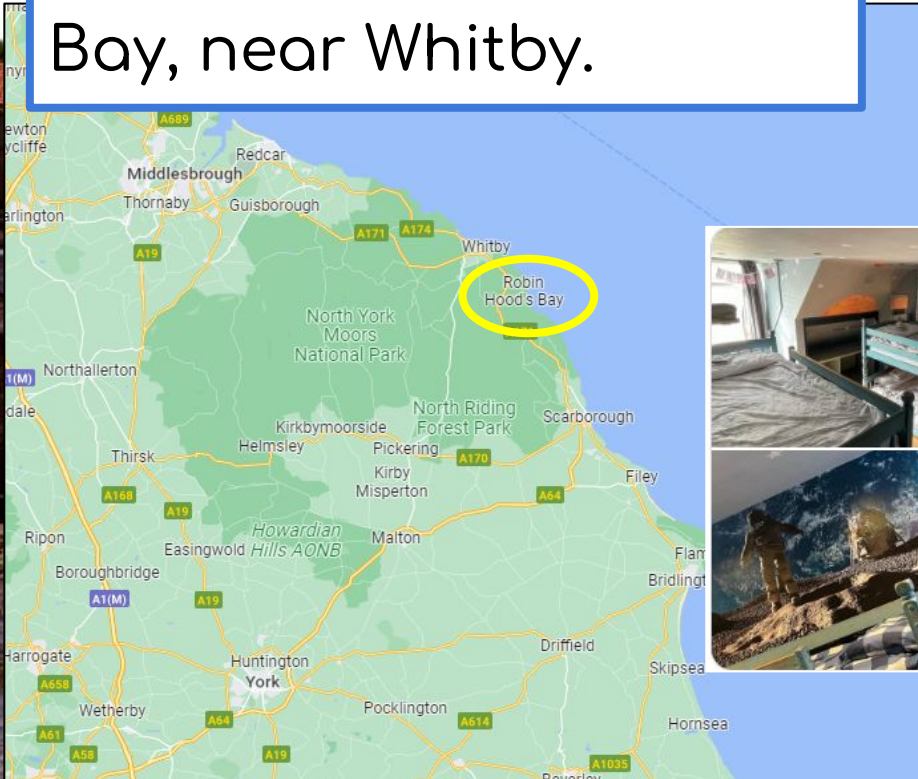 Bay, near Whitby.
A689
Redcar
Middlesbrough
Thornaby
Guisborough
A171
A174
A19
Whitby
Robin
Hood's Bay
North York
Moors
National Park
Northallerton
North Riding
Forest Park
Scarborough
Kirkbymoorside
Helmsley
Pickering
A170
Thirsk
Kirby
Misperton
Filey
A168
A64
A19
Ripon
Howardian
Hills AONB
Easingwold
Malton
Boroughbridge
A1(M)
A19
Driffield
Huntington
York
A658
Skipsea
Wetherby
Pocklington
A64
A614
Hornsea
A61
A58
A19
A1035